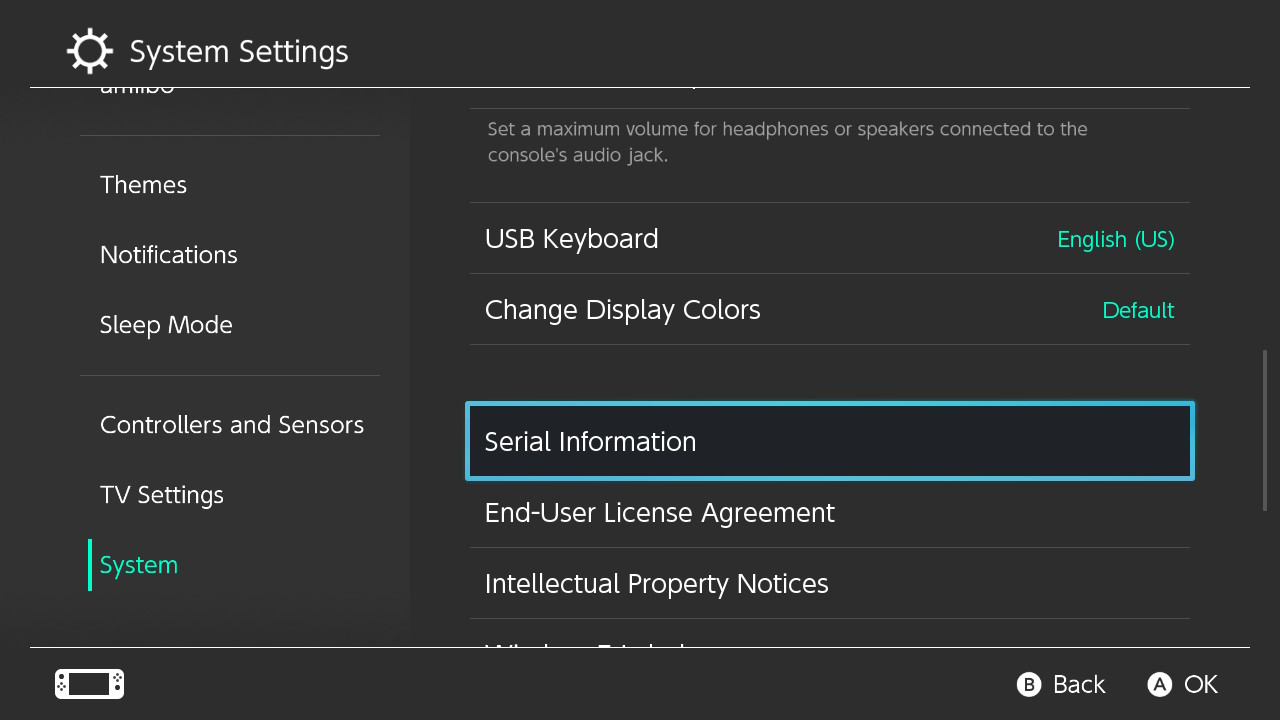 System Settings
amiibo
Themes
Notifications
Sleep Mode
Controllers and Sensors
TV Settings
System
Set a maximum volume for headphones or speakers connected to the
console's audio jack.
USB Keyboard English (US)
Change Display Colors Default
Serial Information
End-User License Agreement
Intellectual Property Notices
B Back A OK